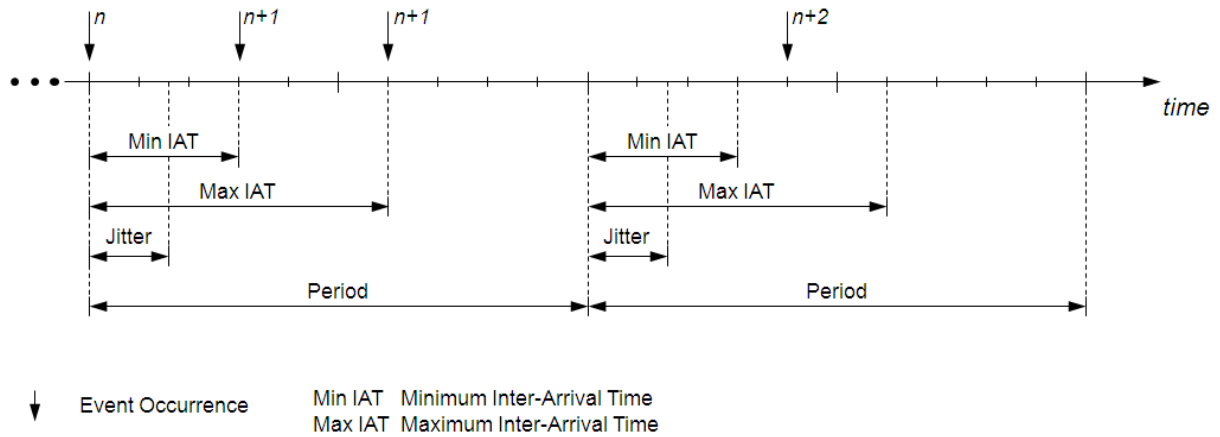 n
n+1
n+1
n+2
time
Min IAT
Min IAT
Max IAT
Max IAT
Jitter
Jitter
Period
Period
Event Occurrence
Min IAT Minimum Inter-Arrival Time
Max IAT Maximum Inter-Arrival Time